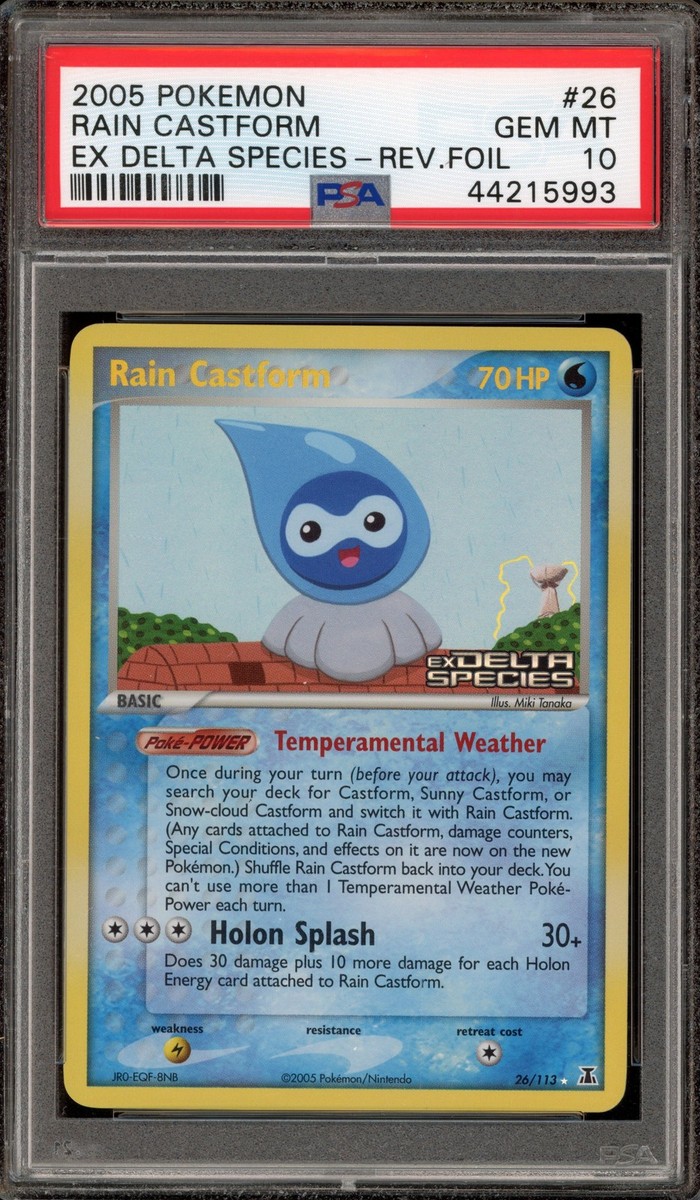 2005 POKEMON #26
RAIN CASTFORM GEM MT
EX DELTA SPECIES – REV.FOIL 10
PSA 44215993
Rain Castform 70 HP
EX DELTA
SPECIES
BASIC Illus. Miki Tanaka
Poké-POWER Temperamental Weather
Once during your turn (before your attack), you may
search your deck for Castform, Sunny Castform, or
Snow-cloud Castform and switch it with Rain Castform.
(Any cards attached to Rain Castform, damage counters,
Special Conditions, and effects on it are now on the new
Pokémon.) Shuffle Rain Castform back into your deck. You
can't use more than 1 Temperamental Weather Poké-
Power each turn.
Holon Splash 30+
Does 30 damage plus 10 more damage for each Holon
Energy card attached to Rain Castform.
weakness resistance retreat cost
JR0-EQF-8NB ©2005 Pokémon/Nintendo 26/113
PSA